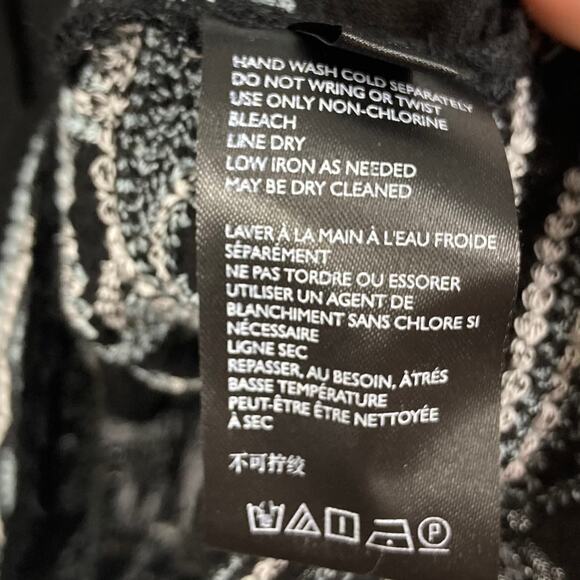 HAND WASH COLD SEPARATELY
DO NOT WRING OR TWIST
USE ONLY NON-CHLORINE
BLEACH
LINE DRY
LOW IRON AS NEEDED
MAY BE DRY CLEANED
LAVER À LA MAIN À L'EAU FROIDE
SÉPARÉMENT
NE PAS TORDRE OU ESSORER
UTILISER UN AGENT DE
BLANCHIMENT SANS CHLORE SI
NÉCESSAIRE
LIGNE SEC
REPASSER, AU BESOIN, ÀTRÉS
BASSE TEMPÉRATURE
PEUT-ÊTRE ÊTRE NETTOYÉE
À SEC
不可拧绞
P